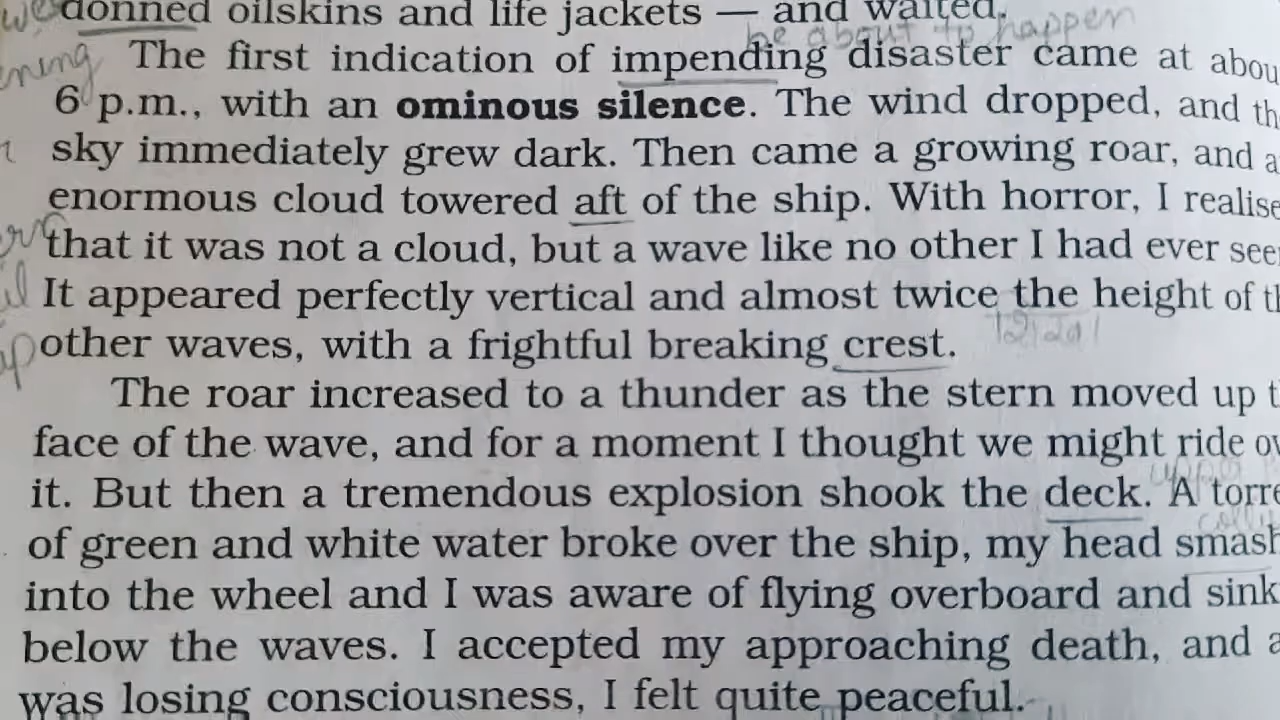 donned oilskins and life jackets — and waited.
be about to happen
The first indication of impending disaster came at abou
6 p.m., with an ominous silence. The wind dropped, and th
sky immediately grew dark. Then came a growing roar, and a
enormous cloud towered aft of the ship. With horror, I realise
that it was not a cloud, but a wave like no other I had ever see
It appeared perfectly vertical and almost twice the height of t
other waves, with a frightful breaking crest.
The roar increased to a thunder as the stern moved up t
face of the wave, and for a moment I thought we might ride ov
it. But then a tremendous explosion shook the deck. A torre
of green and white water broke over the ship, my head smash
into the wheel and I was aware of flying overboard and sink
below the waves. I accepted my approaching death, and a
was losing consciousness, I felt quite peaceful.